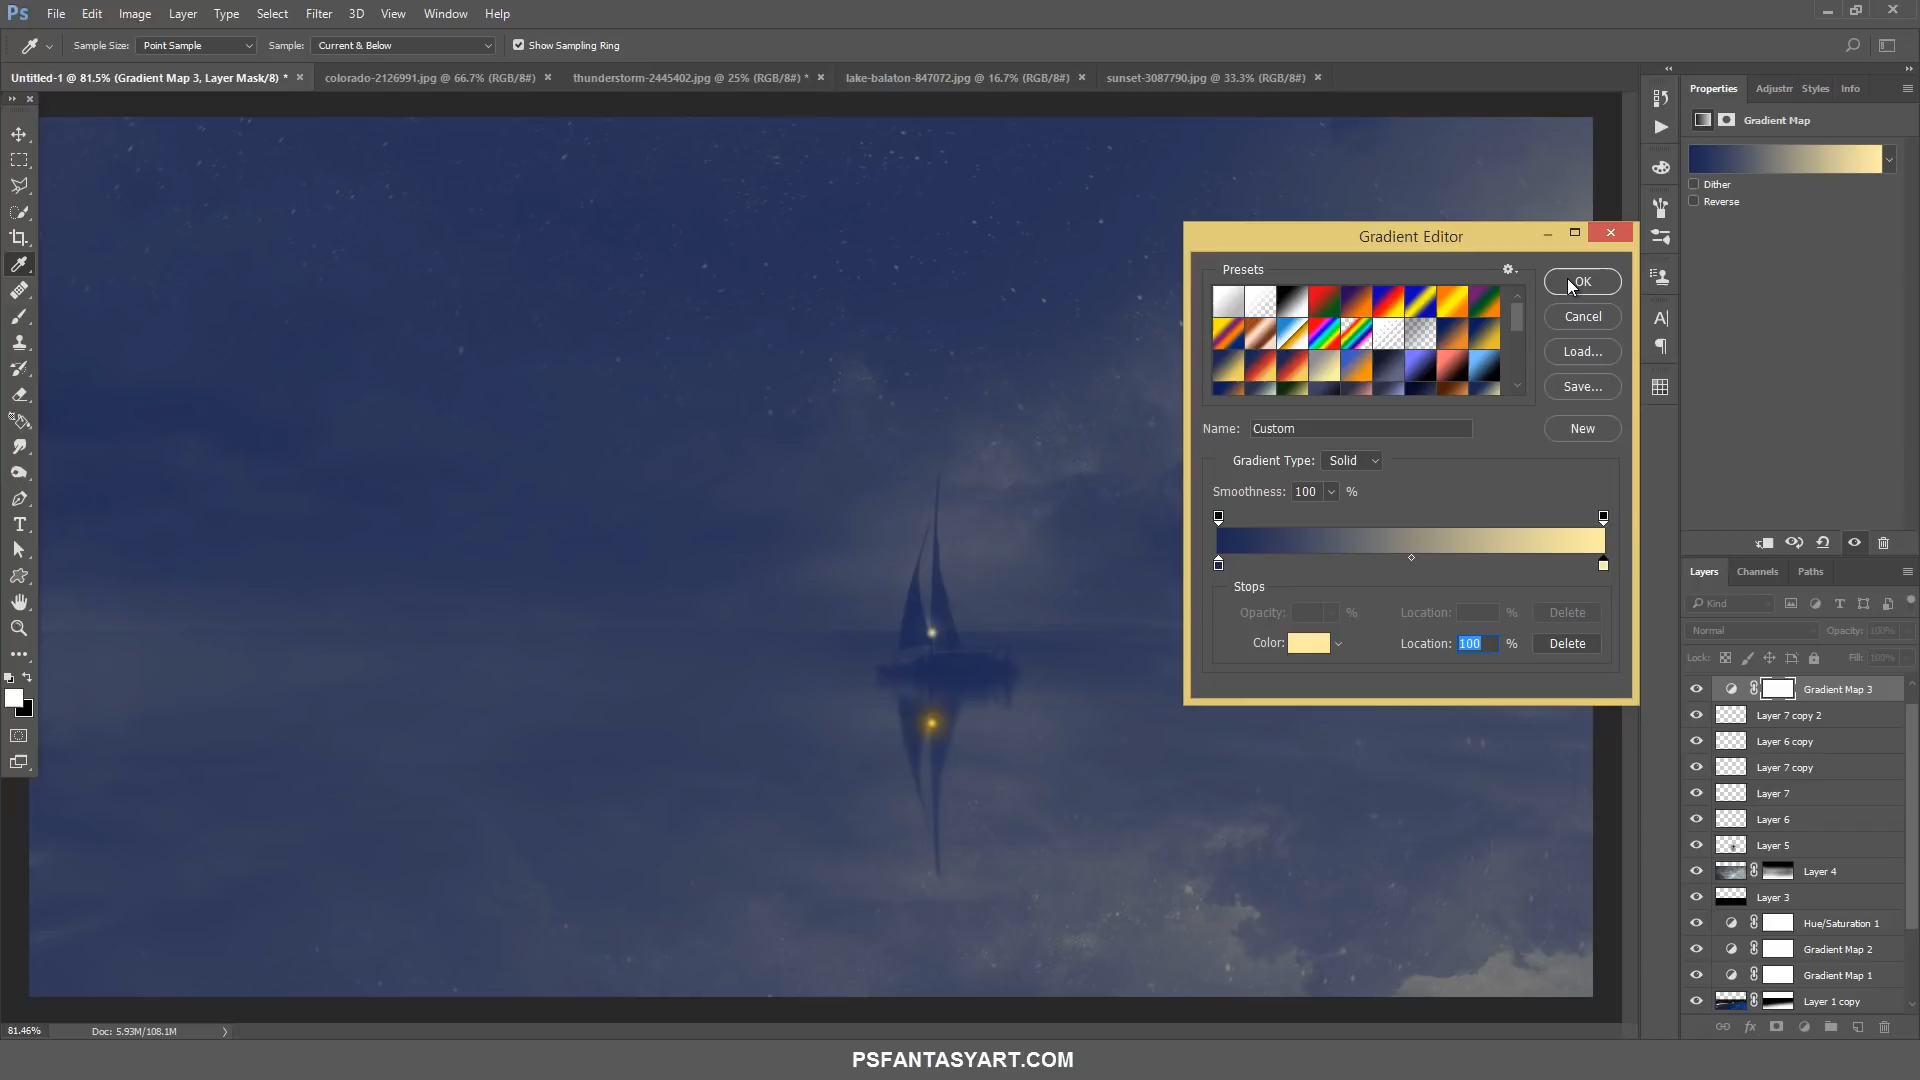 Ps File Edit Image Layer Type Select Filter 3D View Window Help
Sample Size: Point Sample Sample: Current & Below Show Sampling Ring
Untitled-1 @ 81.5% (Gradient Map 3, Layer Mask/8) * colorado-2126991.jpg @ 66.7% (RGB/8#) thunderstorm-2445402.jpg @ 25% (RGB/8#) * lake-balaton-847072.jpg @ 16.7% (RGB/8#) sunset-3087790.jpg @ 33.3% (RGB/8#)
Properties Adjustm Styles Info
Gradient Map
Dither
Reverse
Gradient Editor
Presets
OK
Cancel
Load...
Save...
Name: Custom New
Gradient Type: Solid
Smoothness: 100 %
Stops
Opacity: % Location: % Delete
Color: Location: 100 % Delete
Layers Channels Paths
Kind
Normal Opacity: 100%
Lock: Fill: 100%
Gradient Map 3
Layer 7 copy 2
Layer 6 copy
Layer 7 copy
Layer 7
Layer 6
Layer 5
Layer 4
Layer 3
Hue/Saturation 1
Gradient Map 2
Gradient Map 1
Layer 1 copy
81.46% Doc: 5.93M/108.1M
PSFANTASYART.COM